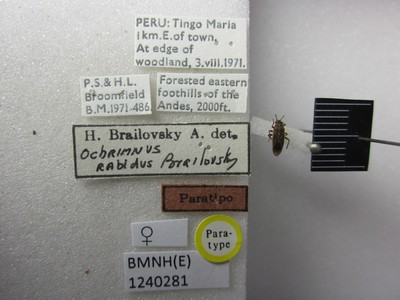 PERU: Tingo Maria
1 km.E. of town,
At edge of
woodland, 3.viii.1971.
P.S.& H.L.
Broomfield
B.M.1971-486.
Forested eastern
foothills of the
Andes, 2000ft.
H. Brailovsky A. det.
Ochrimnus
rabidus Brailovsky
Paratipo
♀
Para-
type
BMNH(E)
1240281